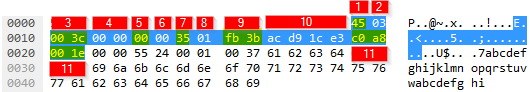 1 2
0000 3 4 5 6 7 8 9 10 45 03 P..@~.x. ..!...E.
0010 00 3c 00 00 00 00 35 01 fb 3b ac d9 1c e3 c0 a8 .<....5. .;......
0020 00 1e 00 00 55 24 00 01 00 37 61 62 63 64 11 ....U$.. .7abcdef
0030 11 69 6a 6b 6c 6d 6e 6f 70 71 72 73 74 75 76 ghijklmn opqrstuv
0040 77 61 62 63 64 65 66 67 68 69 wabcdefg hi